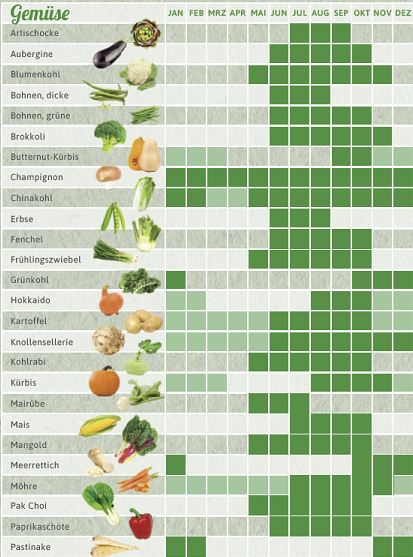 Gemüse
JAN FEB MRZ APR MAI JUN JUL AUG SEP OKT NOV DEZ
Artischocke
Aubergine
Blumenkohl
Bohnen, dicke
Bohnen, grüne
Brokkoli
Butternut-Kürbis
Champignon
Chinakohl
Erbse
Fenchel
Frühlingszwiebel
Grünkohl
Hokkaido
Kartoffel
Knollensellerie
Kohlrabi
Kürbis
Mairübe
Mais
Mangold
Meerrettich
Möhre
Pak Choi
Paprikaschote
Pastinake